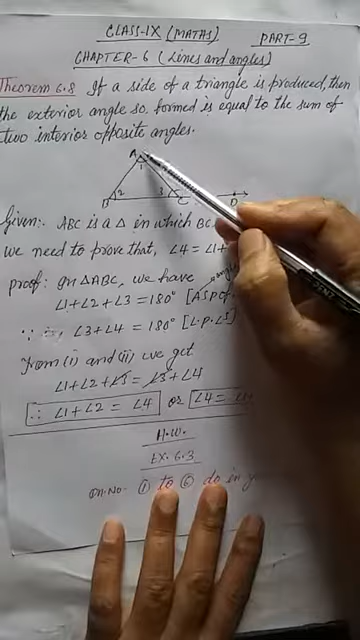 CLASS-IX (MATHS) PART-9
CHAPTER-6 (Lines and angles)
Theorem 6.8 If a side of a triangle is produced, then
the exterior angle so formed is equal to the sum of
two interior opposite angles.
A
1
B 2 3 C D
Given:- ABC is a Δ in which BC
we need to prove that, ∠4 = ∠1+
proof: On ΔABC, we have
∠1+∠2+∠3 = 180° [ASPOF
∠3+∠4 = 180° [L.P.∠S]
From (i) and (ii) we get
∠1+∠2+∠3 = ∠3+∠4
∴ ∠1+∠2 = ∠4 or ∠4 = ∠1+
H.W.
Ex. 6.3
Qn.No:- ① to ⑥ do in